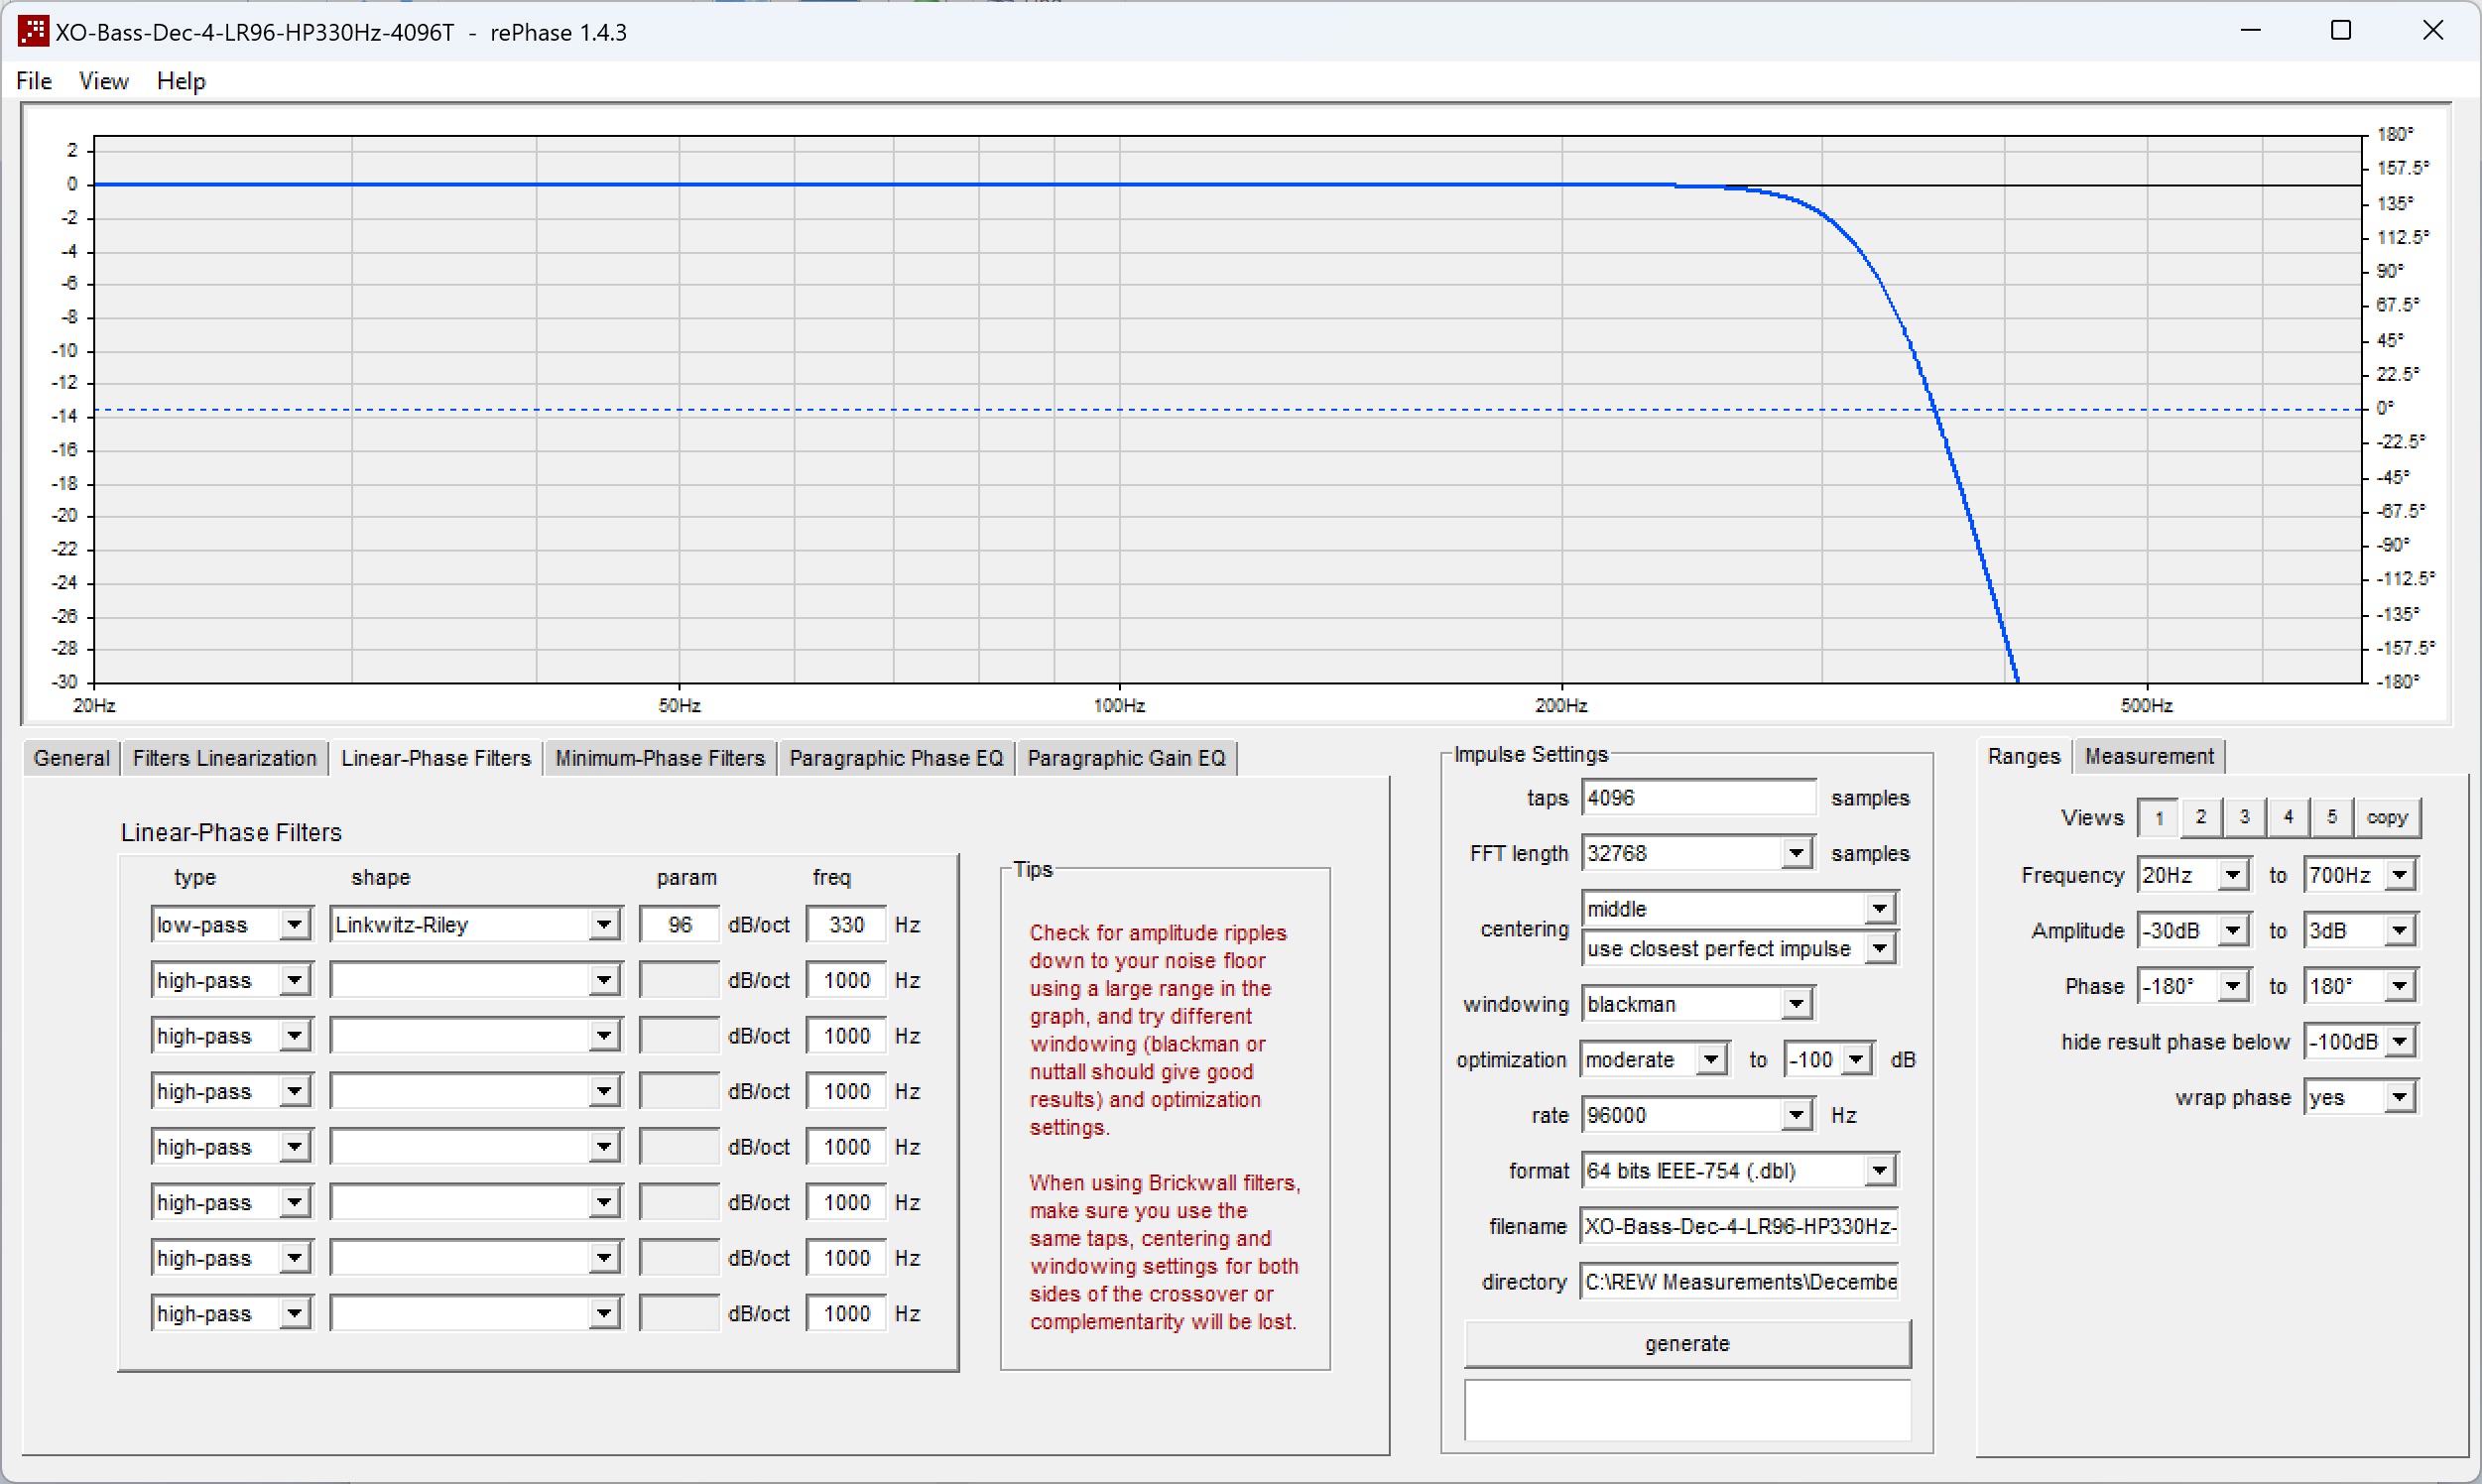 XO-Bass-Dec-4-LR96-HP330Hz-4096T - rePhase 1.4.3
File View Help
2
0
-2
-4
-6
-8
-10
-12
-14
-16
-18
-20
-22
-24
-26
-28
-30
180°
157.5°
135°
112.5°
90°
67.5°
45°
22.5°
0°
-22.5°
-45°
-67.5°
-90°
-112.5°
-135°
-157.5°
-180°
20Hz 50Hz 100Hz 200Hz 500Hz
General Filters Linearization Linear-Phase Filters Minimum-Phase Filters Paragraphic Phase EQ Paragraphic Gain EQ
Linear-Phase Filters
type shape param freq
low-pass Linkwitz-Riley 96 dB/oct 330 Hz
high-pass dB/oct 1000 Hz
high-pass dB/oct 1000 Hz
high-pass dB/oct 1000 Hz
high-pass dB/oct 1000 Hz
high-pass dB/oct 1000 Hz
high-pass dB/oct 1000 Hz
high-pass dB/oct 1000 Hz
Tips
Check for amplitude ripples
down to your noise floor
using a large range in the
graph, and try different
windowing (blackman or
nuttall should give good
results) and optimization
settings.
When using Brickwall filters,
make sure you use the
same taps, centering and
windowing settings for both
sides of the crossover or
complementarity will be lost.
Impulse Settings
taps 4096 samples
FFT length 32768 samples
centering middle
use closest perfect impulse
windowing blackman
optimization moderate to -100 dB
rate 96000 Hz
format 64 bits IEEE-754 (.dbl)
filename XO-Bass-Dec-4-LR96-HP330Hz-
directory C:\REW Measurements\Decembe
generate
Ranges Measurement
Views 1 2 3 4 5 copy
Frequency 20Hz to 700Hz
Amplitude -30dB to 3dB
Phase -180° to 180°
hide result phase below -100dB
wrap phase yes